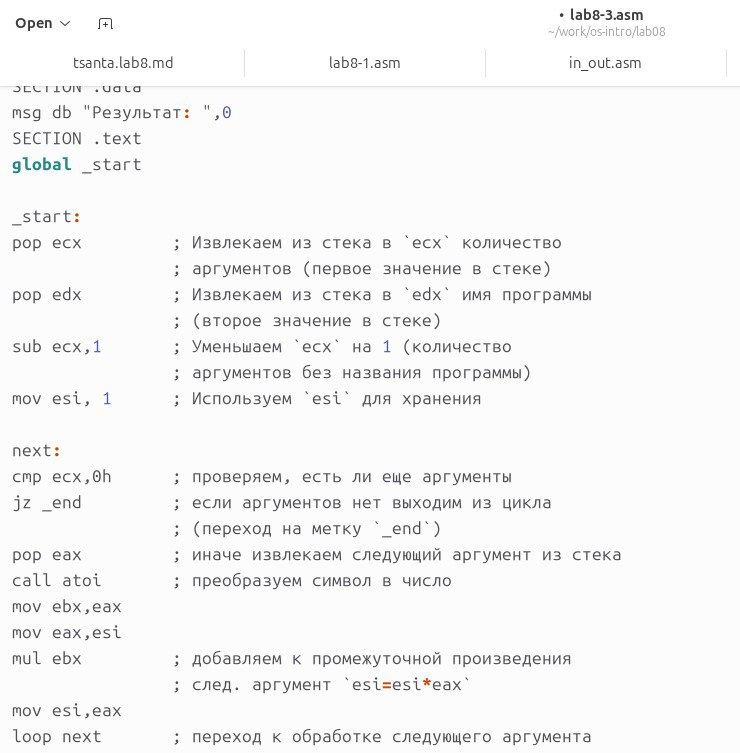 Open
• lab8-3.asm
~/work/os-intro/lab08
tsanta.lab8.md lab8-1.asm in_out.asm
SECTION .data
msg db "Результат: ",0
SECTION .text
global _start
_start:
pop ecx ; Извлекаем из стека в `ecx` количество
; аргументов (первое значение в стеке)
pop edx ; Извлекаем из стека в `edx` имя программы
; (второе значение в стеке)
sub ecx,1 ; Уменьшаем `ecx` на 1 (количество
; аргументов без названия программы)
mov esi, 1 ; Используем `esi` для хранения
next:
cmp ecx,0h ; проверяем, есть ли еще аргументы
jz _end ; если аргументов нет выходим из цикла
; (переход на метку `_end`)
pop eax ; иначе извлекаем следующий аргумент из стека
call atoi ; преобразуем символ в число
mov ebx,eax
mov eax,esi
mul ebx ; добавляем к промежуточной произведения
; след. аргумент `esi=esi*eax`
mov esi,eax
loop next ; переход к обработке следующего аргумента